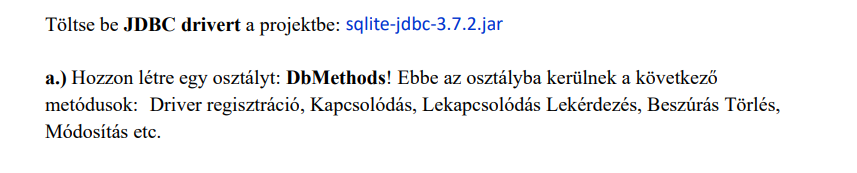 Töltse be JDBC drivert a projektbe: sqlite-jdbc-3.7.2.jar
a.) Hozzon létre egy osztályt: DbMethods! Ebbe az osztályba kerülnek a következő
metódusok: Driver regisztráció, Kapcsolódás, Lekapcsolódás Lekérdezés, Beszúrás Törlés,
Módosítás etc.